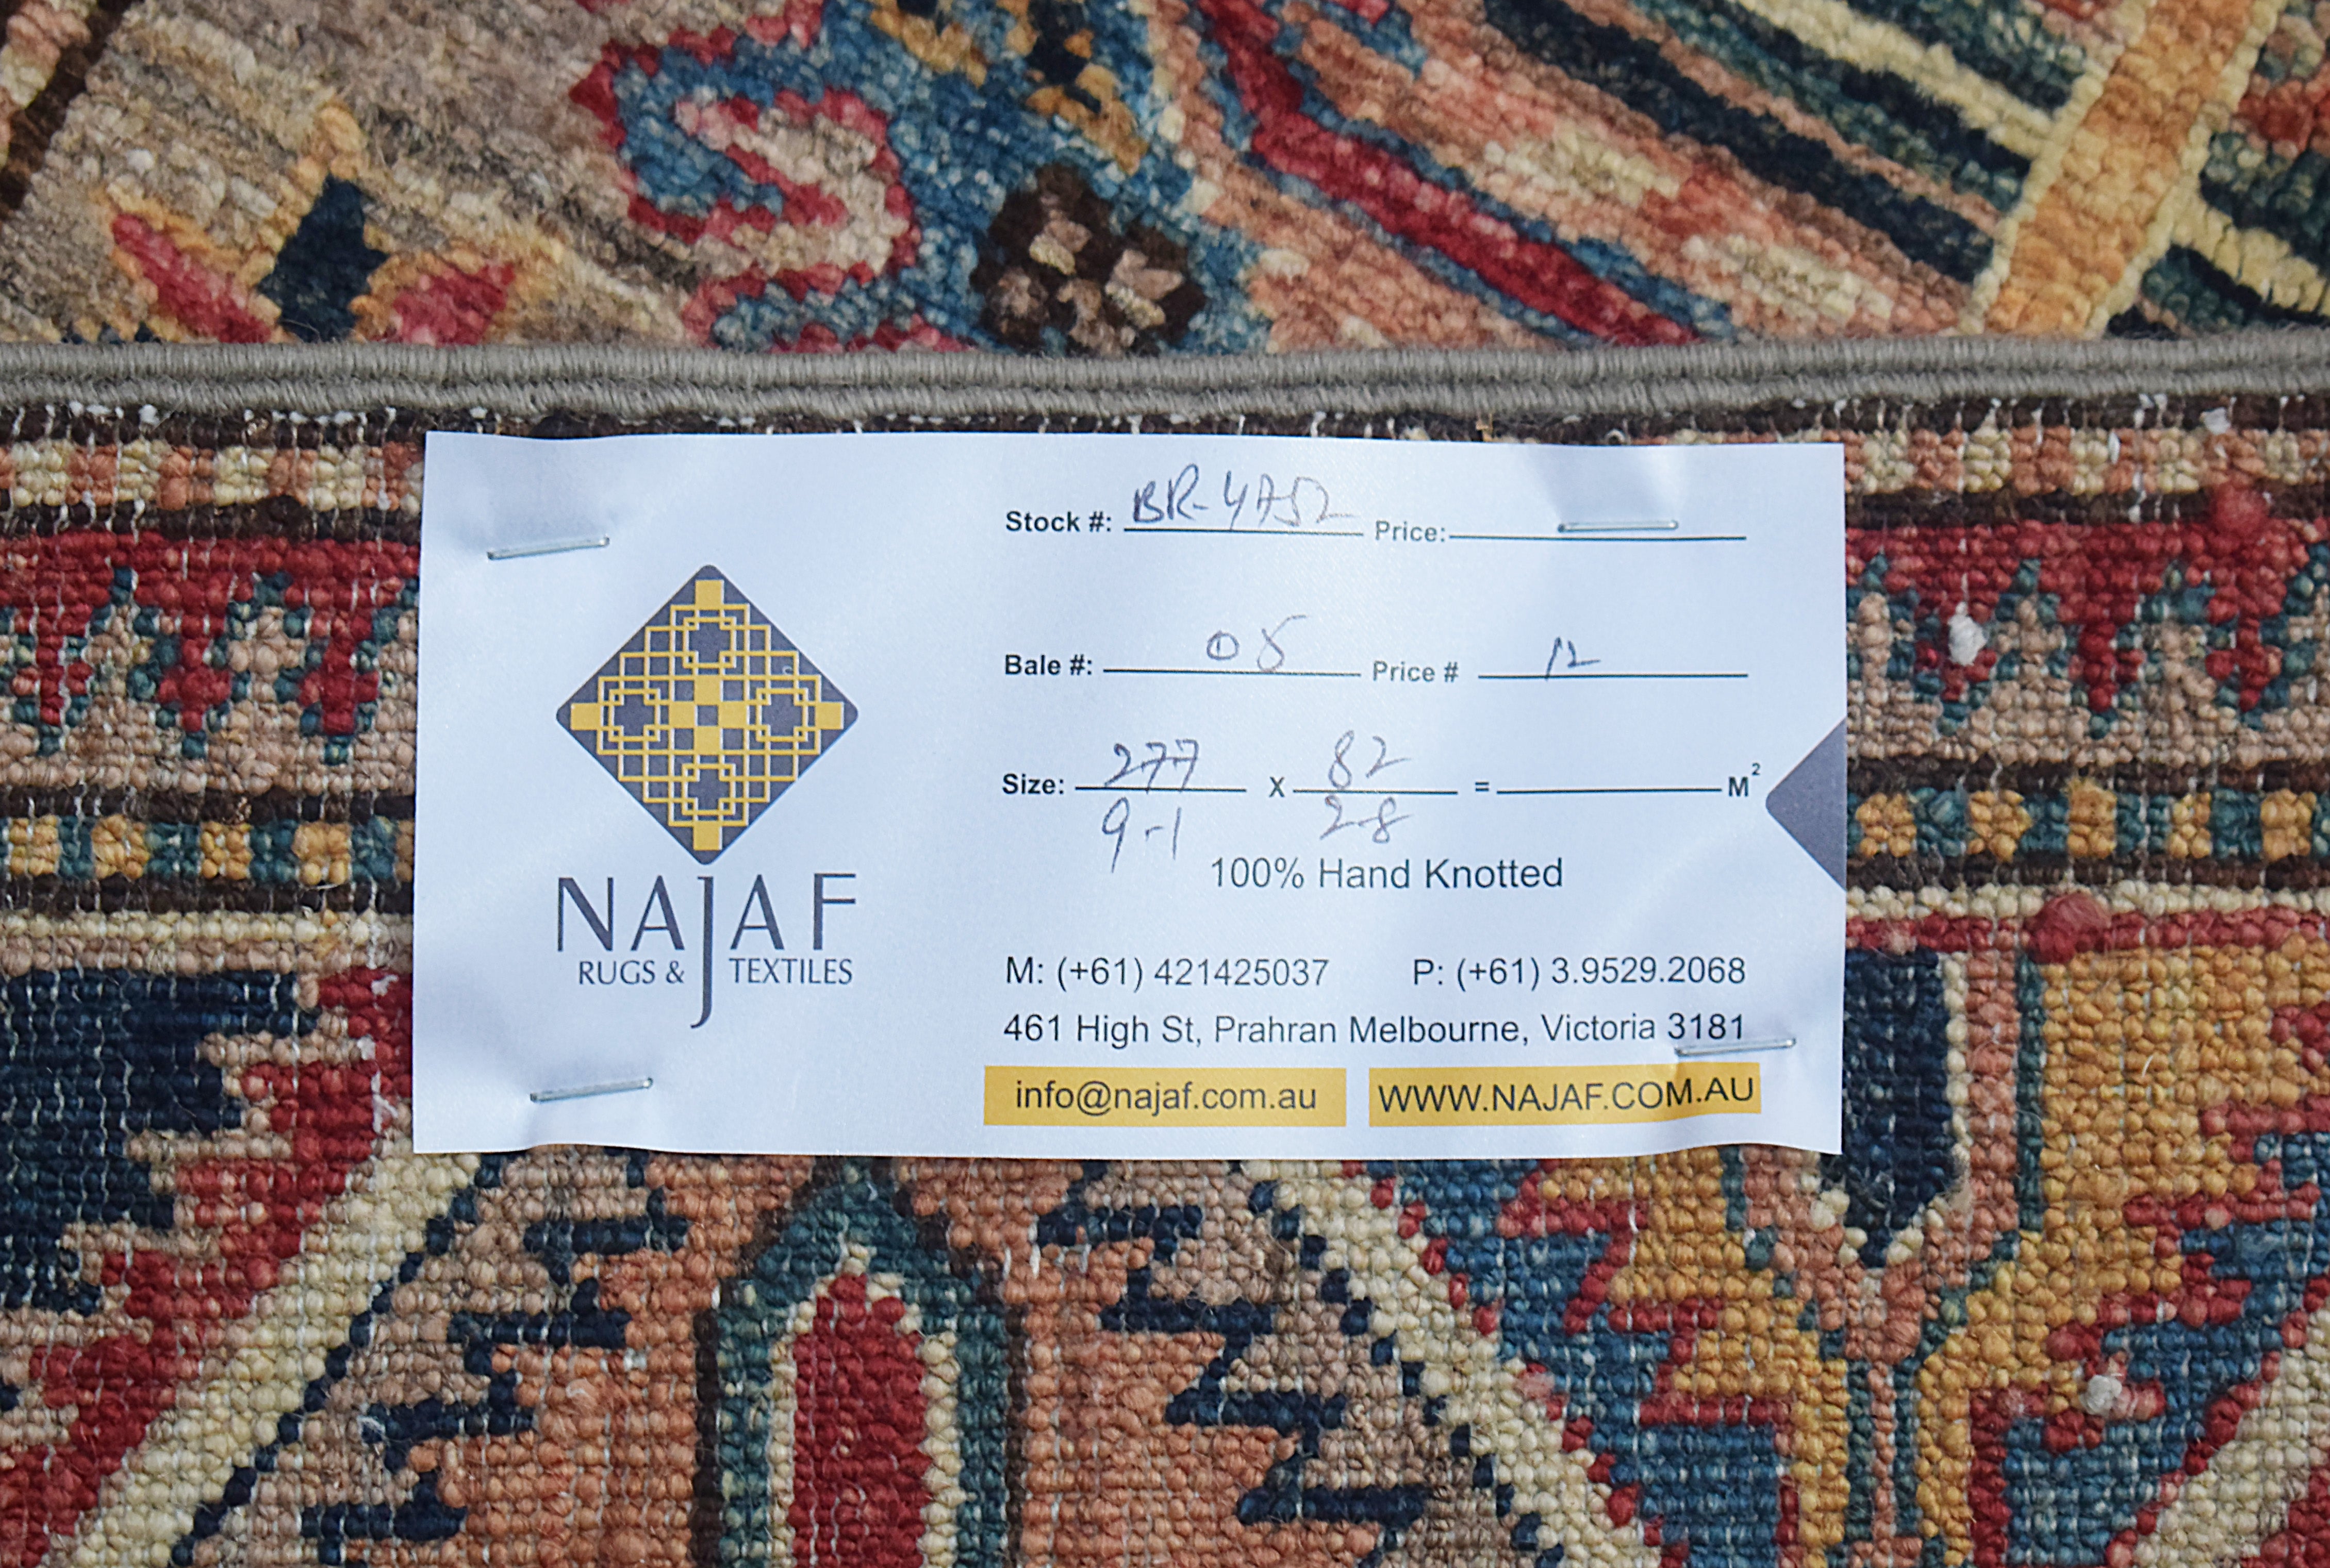 NAJAF
RUGS & TEXTILES
Stock #: BR-4752 Price:
Bale #: 05 Price # 12
Size: 277 X 82 = M²
9-1 2-8
100% Hand Knotted
M: (+61) 421425037 P: (+61) 3.9529.2068
461 High St, Prahran Melbourne, Victoria 3181
info@najaf.com.au WWW.NAJAF.COM.AU